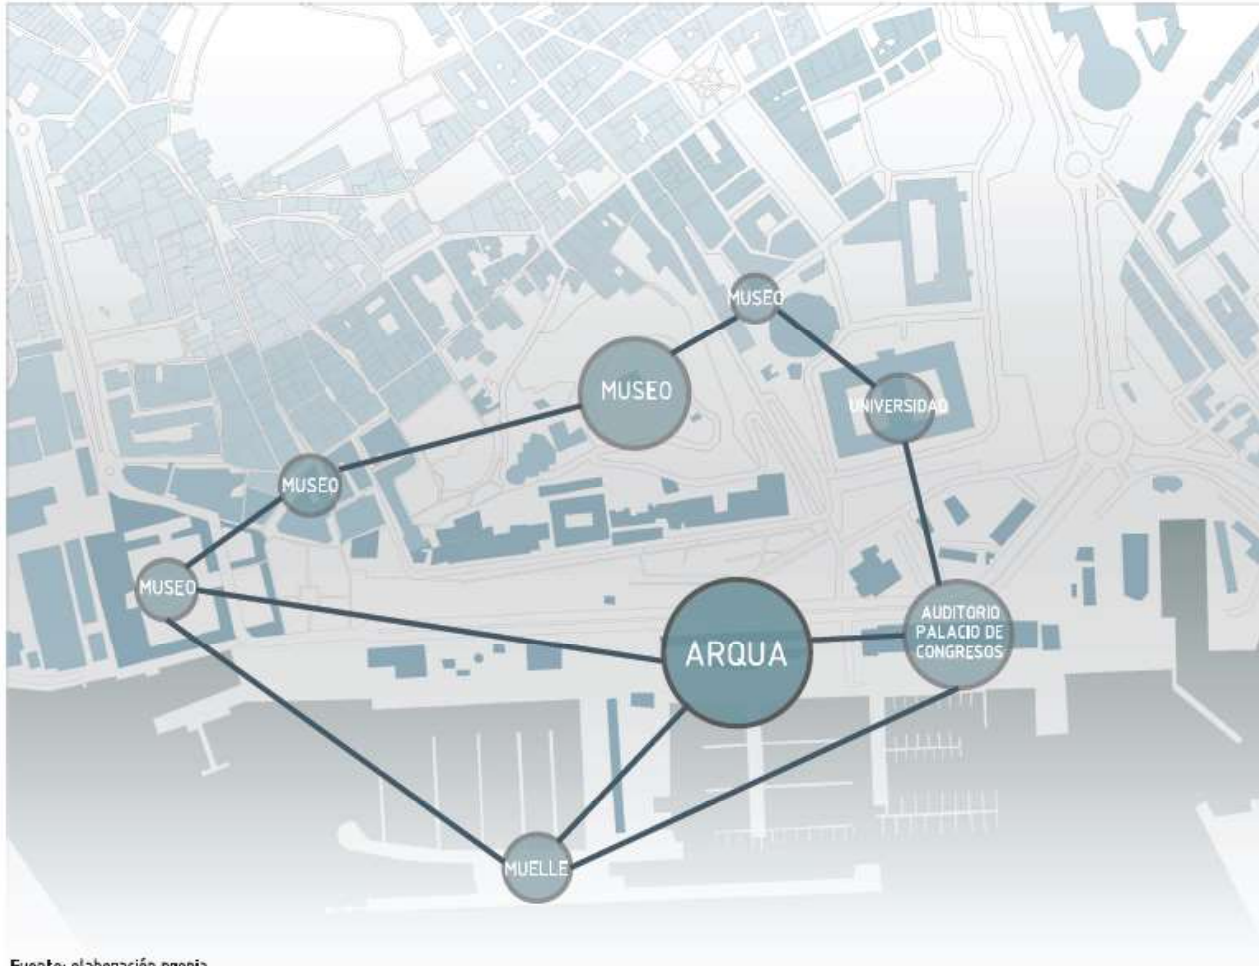 MUSEO
MUSEO
UNIVERSIDAD
MUSEO
MUSEO
AUDITORIO
PALACIO DE
CONGRESOS
ARQUA
MUELLE
Fuente: elaboración propia